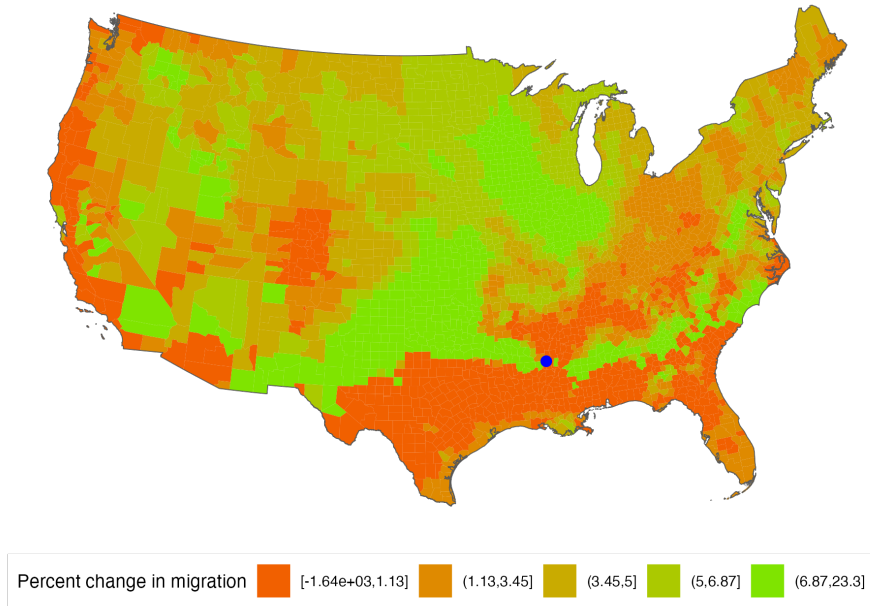 Percent change in migration [-1.64e+03,1.13] (1.13,3.45] (3.45,5] (5,6.87] (6.87,23.3]